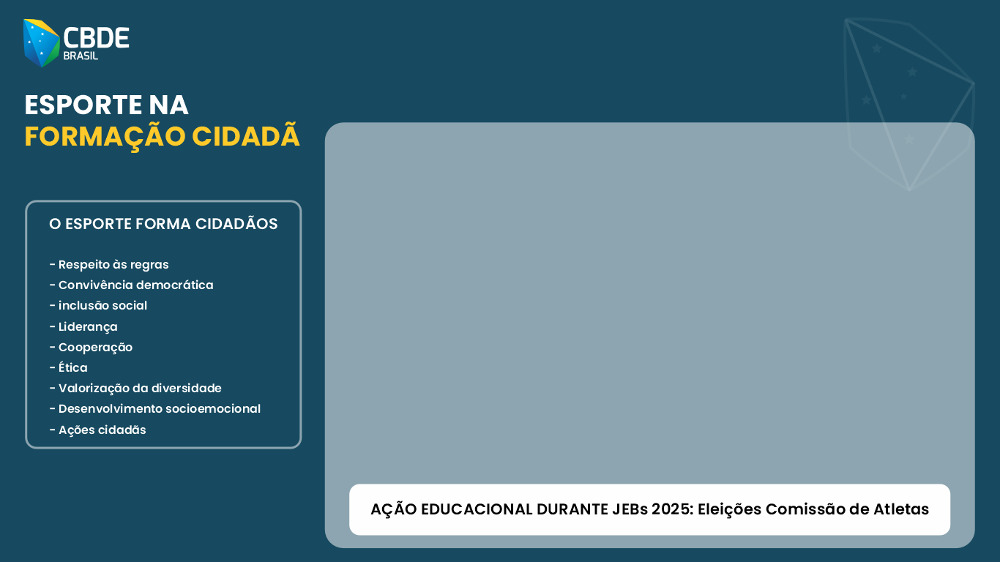 CBDE
BRASIL
ESPORTE NA
FORMAÇÃO CIDADÃ
O ESPORTE FORMA CIDADÃOS
- Respeito às regras
- Convivência democrática
- inclusão social
- Liderança
- Cooperação
- Ética
- Valorização da diversidade
- Desenvolvimento socioemocional
- Ações cidadãs
AÇÃO EDUCACIONAL DURANTE JEBs 2025: Eleições Comissão de Atletas